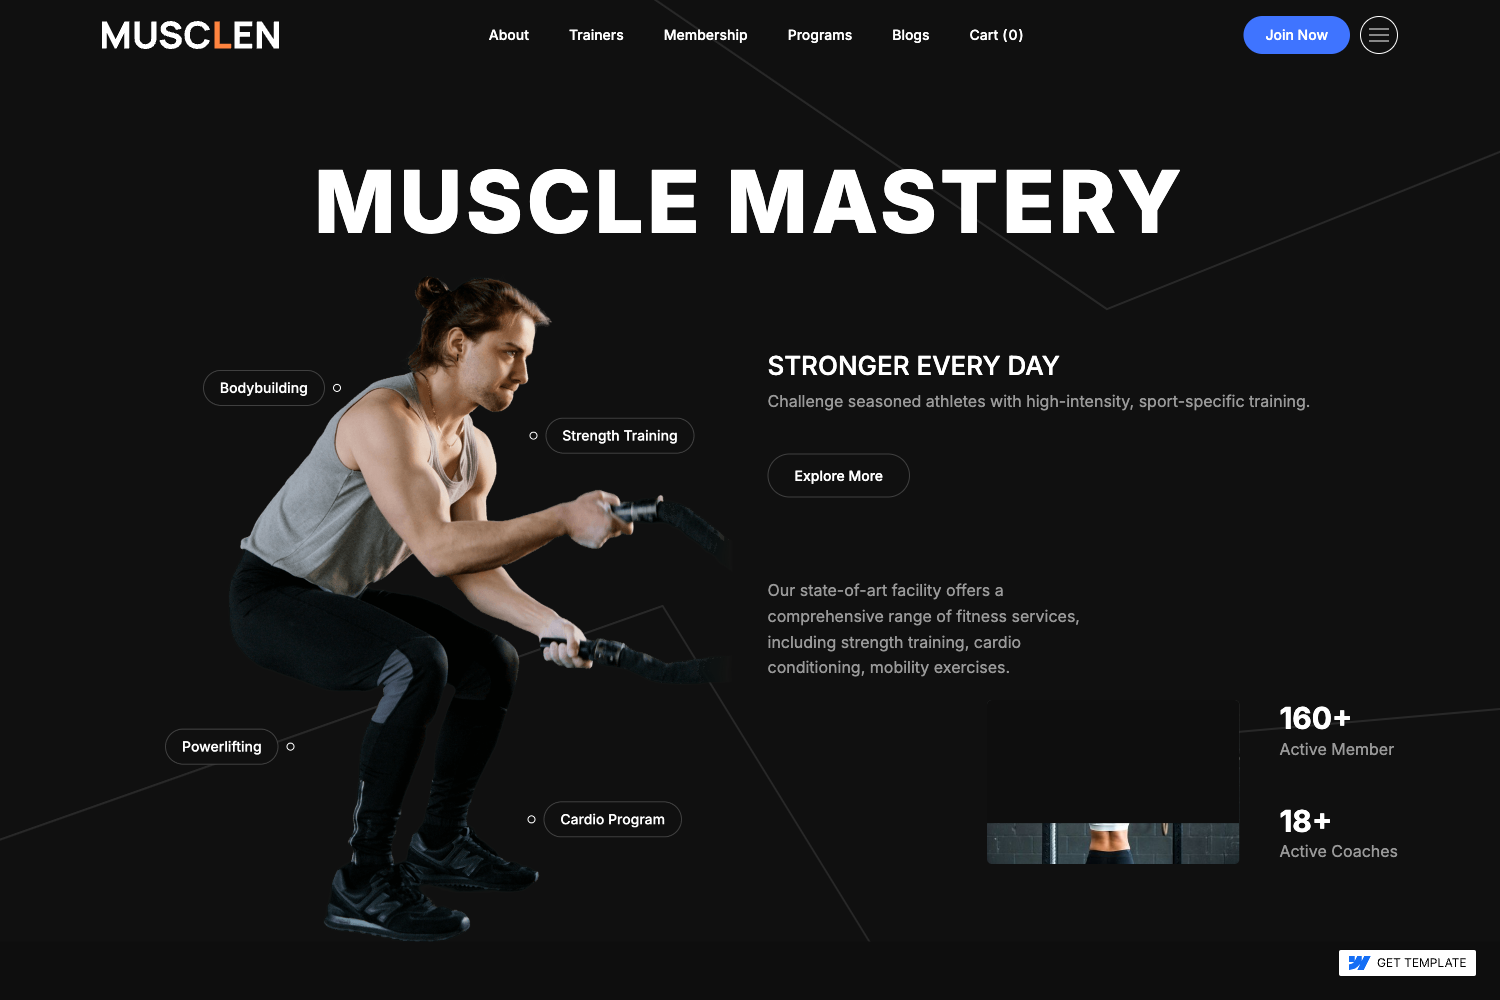 MUSCLEN
About
Trainers
Membership
Programs
Blogs
Cart (0)
Join Now
MUSCLE MASTERY
Bodybuilding
Strength Training
Powerlifting
Cardio Program
STRONGER EVERY DAY
Challenge seasoned athletes with high-intensity, sport-specific training.
Explore More
Our state-of-art facility offers a
comprehensive range of fitness services,
including strength training, cardio
conditioning, mobility exercises.
160+
Active Member
18+
Active Coaches
GET TEMPLATE